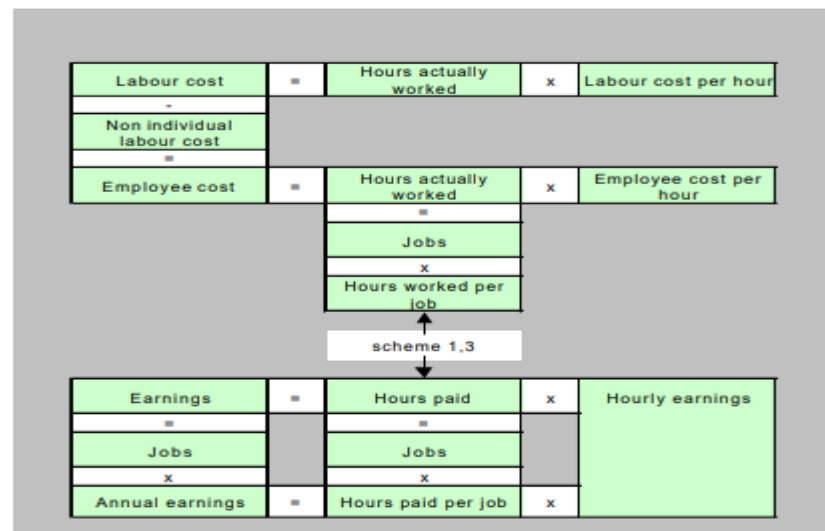 Labour cost = Hours actually worked x Labour cost per hour
-
Non individual labour cost
=
Employee cost = Hours actually worked x Employee cost per hour
=
Jobs
x
Hours worked per job
scheme 1,3
Earnings = Hours paid x Hourly earnings
= =
Jobs Jobs
x x
Annual earnings = Hours paid per job x